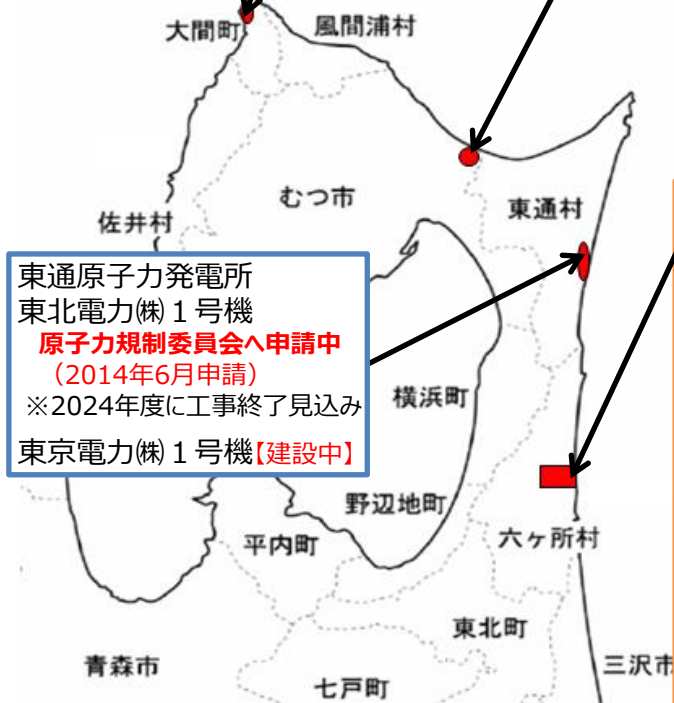 大間町
風間浦村
むつ市
佐井村
東通村
東通原子力発電所
東北電力㈱１号機
原子力規制委員会へ申請中
（2014年6月申請）
※2024年度に工事終了見込み
東京電力㈱１号機【建設中】
横浜町
野辺地町
平内町
六ヶ所村
東北町
青森市
七戸町
三沢市